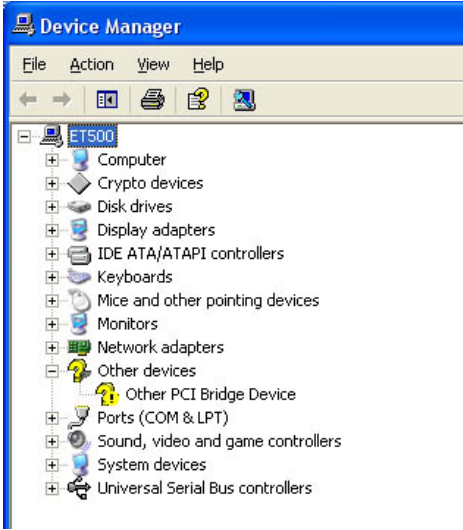 Device Manager
File Action View Help
ET500
Computer
Crypto devices
Disk drives
Display adapters
IDE ATA/ATAPI controllers
Keyboards
Mice and other pointing devices
Monitors
Network adapters
Other devices
Other PCI Bridge Device
Ports (COM & LPT)
Sound, video and game controllers
System devices
Universal Serial Bus controllers